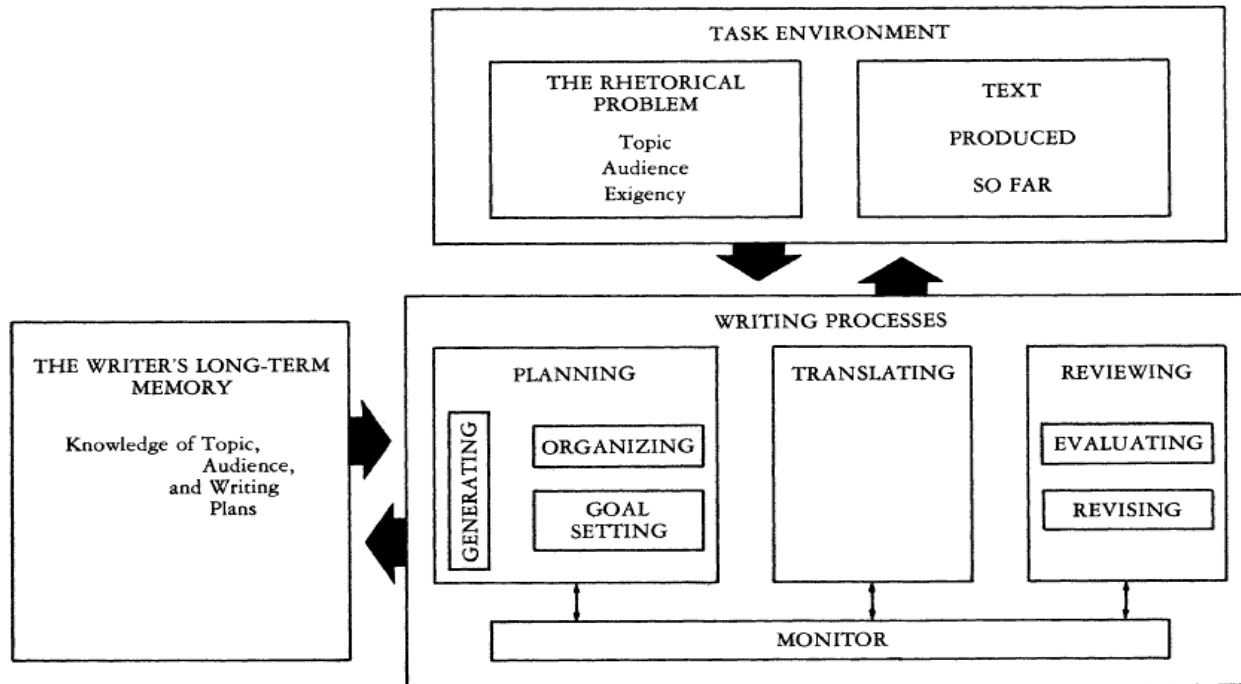 TASK ENVIRONMENT
THE RHETORICAL
PROBLEM
Topic
Audience
Exigency
TEXT
PRODUCED
SO FAR
WRITING PROCESSES
THE WRITER'S LONG-TERM
MEMORY
Knowledge of Topic,
Audience,
and Writing
Plans
PLANNING
GENERATING
ORGANIZING
GOAL
SETTING
TRANSLATING
REVIEWING
EVALUATING
REVISING
MONITOR